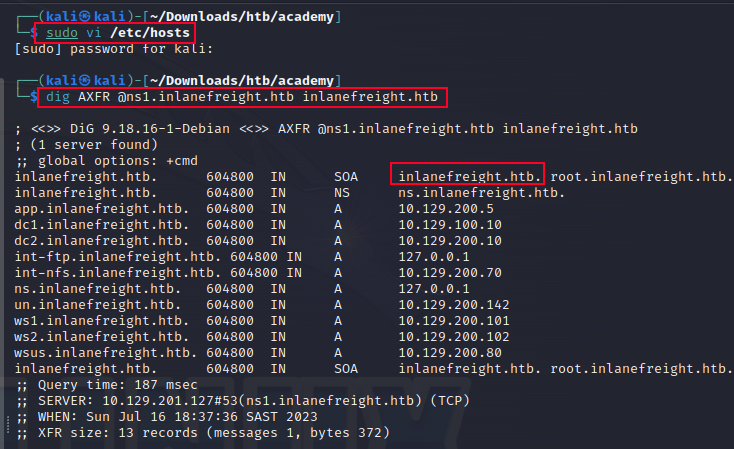 ┌──(kali㉿kali)-[~/Downloads/htb/academy]
└─$ sudo vi /etc/hosts
[sudo] password for kali:
┌──(kali㉿kali)-[~/Downloads/htb/academy]
└─$ dig AXFR @ns1.inlanefreight.htb inlanefreight.htb
; <<>> DiG 9.18.16-1-Debian <<>> AXFR @ns1.inlanefreight.htb inlanefreight.htb
; (1 server found)
;; global options: +cmd
inlanefreight.htb. 604800 IN SOA inlanefreight.htb. root.inlanefreight.htb.
inlanefreight.htb. 604800 IN NS ns.inlanefreight.htb.
app.inlanefreight.htb. 604800 IN A 10.129.200.5
dc1.inlanefreight.htb. 604800 IN A 10.129.100.10
dc2.inlanefreight.htb. 604800 IN A 10.129.200.10
int-ftp.inlanefreight.htb. 604800 IN A 127.0.0.1
int-nfs.inlanefreight.htb. 604800 IN A 10.129.200.70
ns.inlanefreight.htb. 604800 IN A 127.0.0.1
un.inlanefreight.htb. 604800 IN A 10.129.200.142
ws1.inlanefreight.htb. 604800 IN A 10.129.200.101
ws2.inlanefreight.htb. 604800 IN A 10.129.200.102
wsus.inlanefreight.htb. 604800 IN A 10.129.200.80
inlanefreight.htb. 604800 IN SOA inlanefreight.htb. root.inlanefreight.htb.
;; Query time: 187 msec
;; SERVER: 10.129.201.127#53(ns1.inlanefreight.htb) (TCP)
;; WHEN: Sun Jul 16 18:37:36 SAST 2023
;; XFR size: 13 records (messages 1, bytes 372)